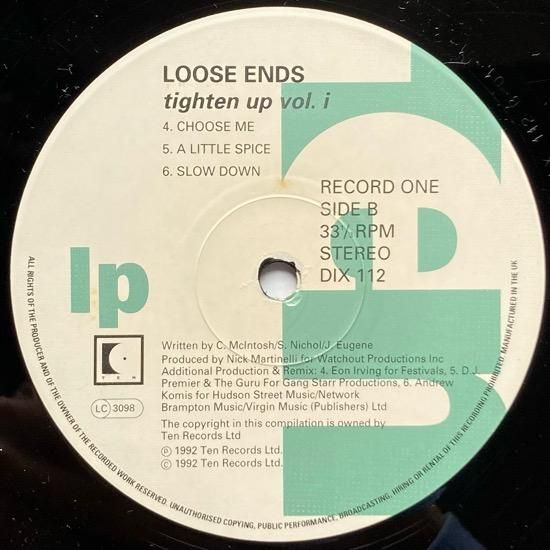 LOOSE ENDS
tighten up vol. i
4. CHOOSE ME
5. A LITTLE SPICE
6. SLOW DOWN
RECORD ONE
SIDE B
33⅓ RPM
STEREO
DIX 112
lp
TEN
LC 3098
Written by C. McIntosh/S. Nichol/J. Eugene
Produced by Nick Martinelli for Watchout Productions Inc
Additional Production & Remix: 4. Eon Irving for Festivals, 5. D.J.
Premier & The Guru For Gang Starr Productions, 6. Andrew
Komis for Hudson Street Music/Network
Brampton Music/Virgin Music (Publishers) Ltd
The copyright in this compilation is owned by
Ten Records Ltd
℗ 1992 Ten Records Ltd.
© 1992 Ten Records Ltd.
ALL RIGHTS OF THE PRODUCER AND OF THE OWNER OF THE RECORDED WORK RESERVED. UNAUTHORISED COPYING, PUBLIC PERFORMANCE, BROADCASTING, HIRING OR RENTAL OF THIS RECORDING PROHIBITED. MANUFACTURED IN THE UK